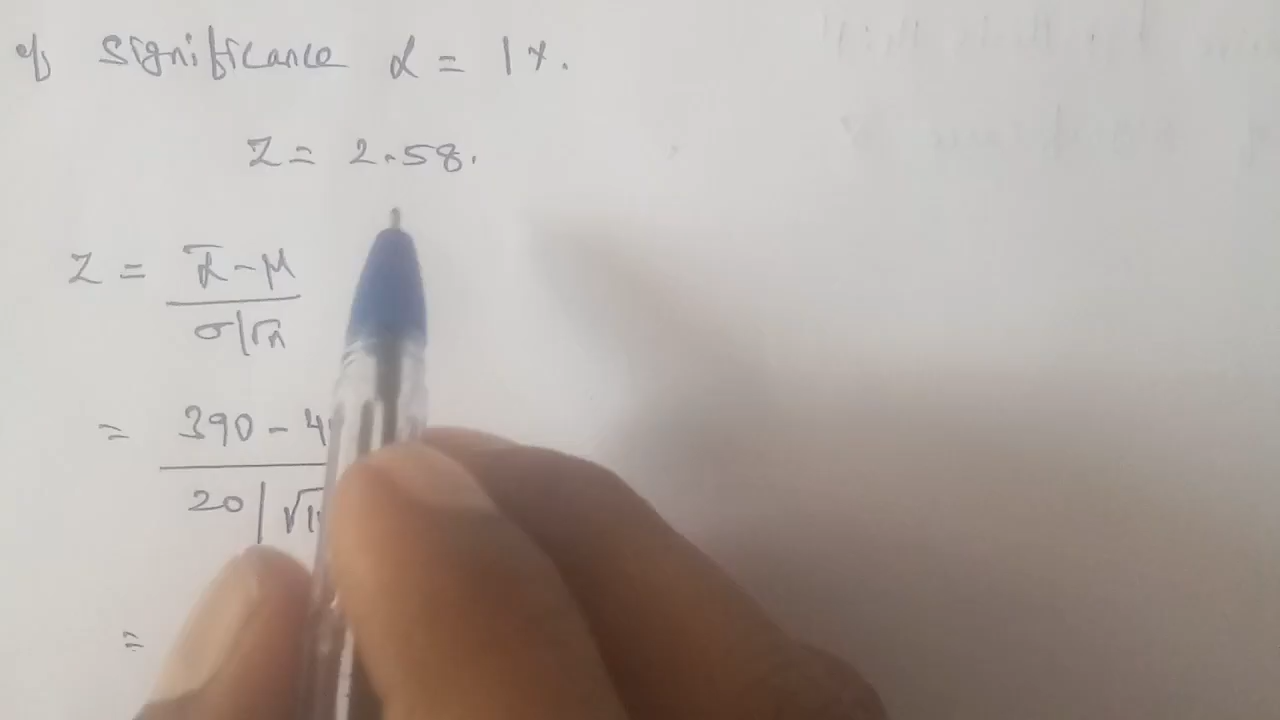 of significance α = 1%.
Z = 2.58.
Z = x̄ - μ
σ/√n
= 390 - 4
20/√1
=